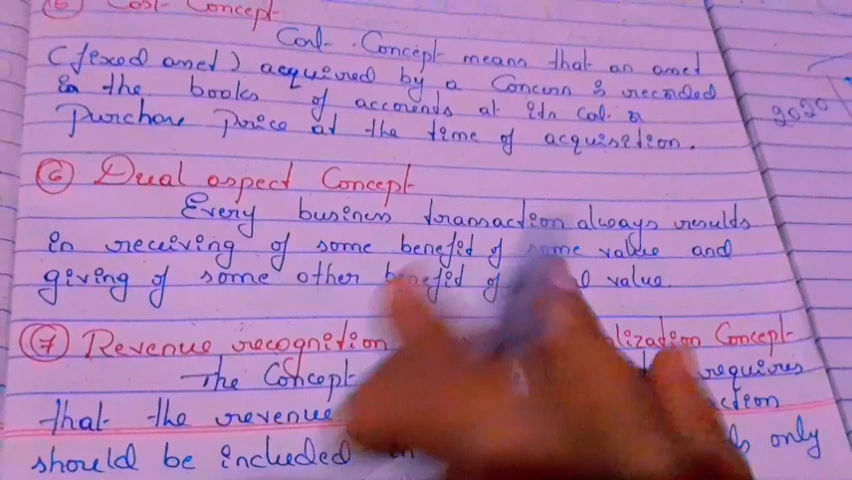 Cost Concept
Cost Concept means that an asset
(fixed asset) acquired by a Concern is recorded
in the books of accounts at its cost or
Purchase Price at the time of acquisition.
6 Dual aspect Concept
Every business transaction always results
in receiving of some benefit of some value and
giving of some other benefit of value.
7 Revenue recognition Concept
The Concept requires
that the revenue
should be included in only
2020